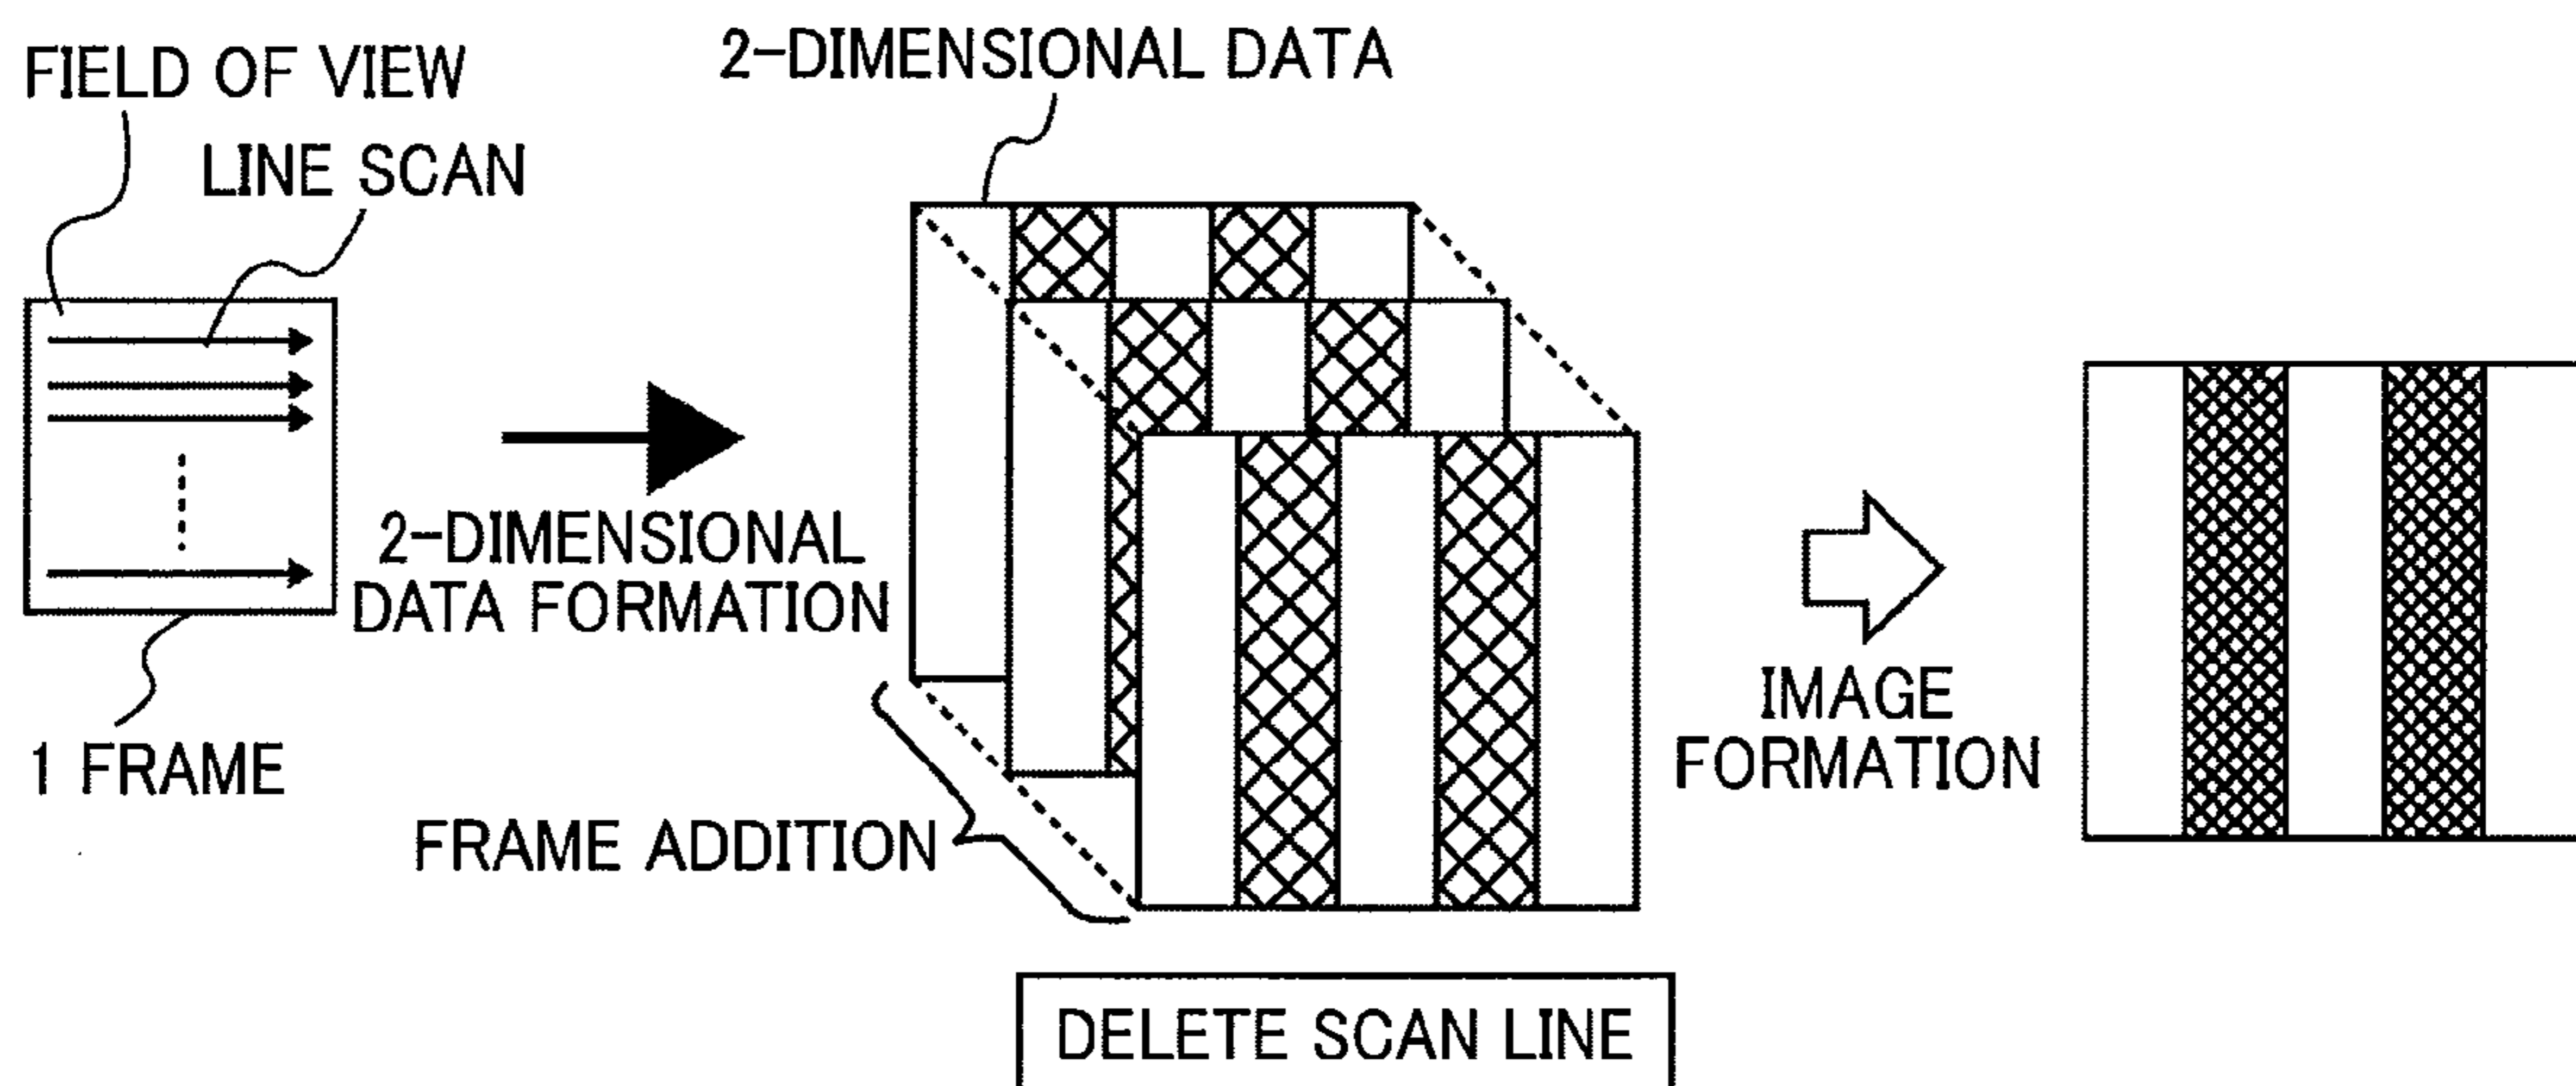 FIELD OF VIEW
LINE SCAN
1 FRAME
2-DIMENSIONAL
DATA FORMATION
2-DIMENSIONAL DATA
FRAME ADDITION
DELETE SCAN LINE
IMAGE
FORMATION